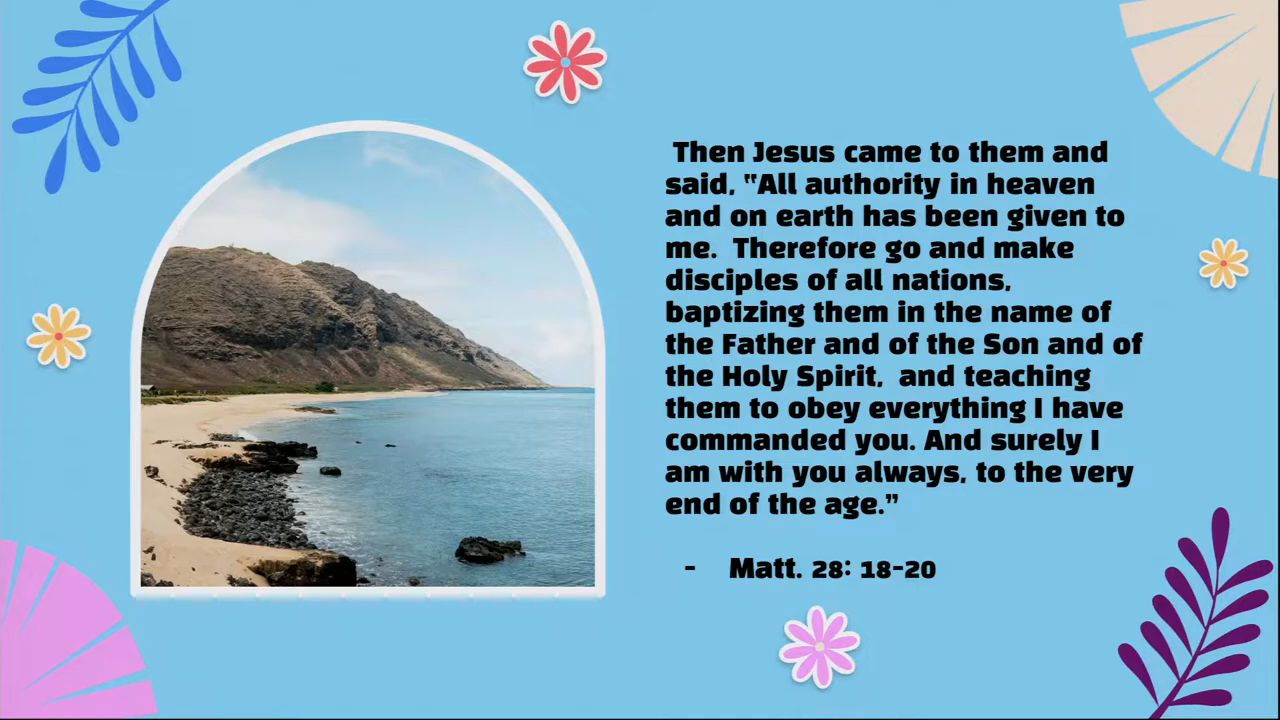 Then Jesus came to them and
said, "All authority in heaven
and on earth has been given to
me.  Therefore go and make
disciples of all nations,
baptizing them in the name of
the Father and of the Son and of
the Holy Spirit,  and teaching
them to obey everything I have
commanded you. And surely I
am with you always, to the very
end of the age.”
- Matt. 28: 18-20